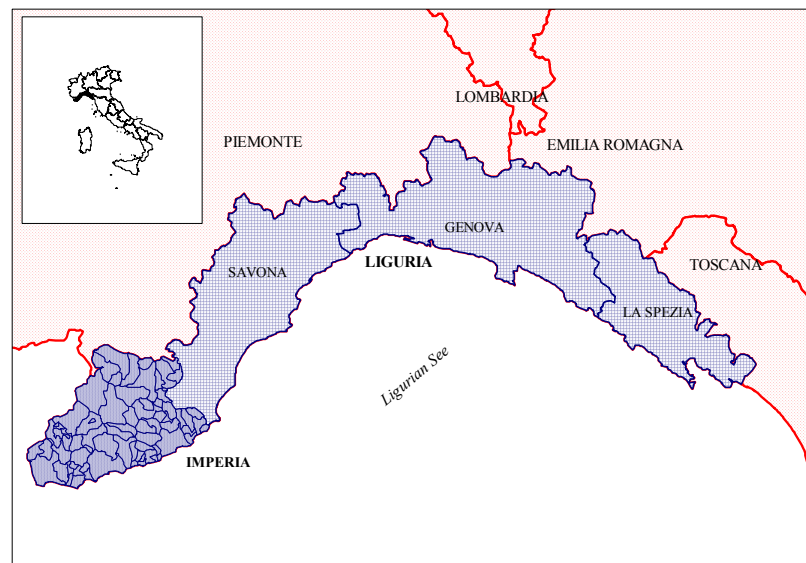 LOMBARDIA
PIEMONTE
EMILIA ROMAGNA
GENOVA
LIGURIA
TOSCANA
SAVONA
LA SPEZIA
Ligurian See
IMPERIA